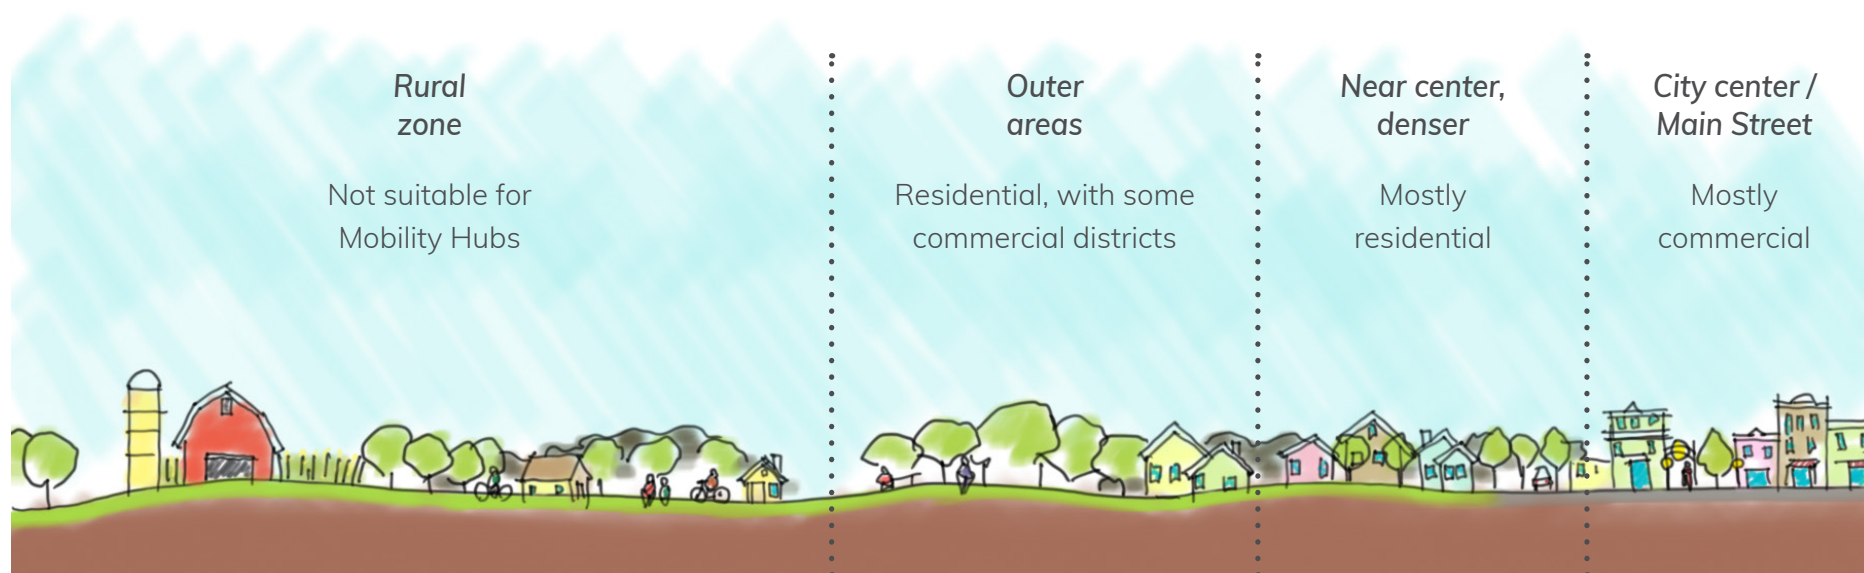 Rural
zone
Not suitable for
Mobility Hubs
Outer
areas
Residential, with some
commercial districts
Near center,
denser
Mostly
residential
City center /
Main Street
Mostly
commercial